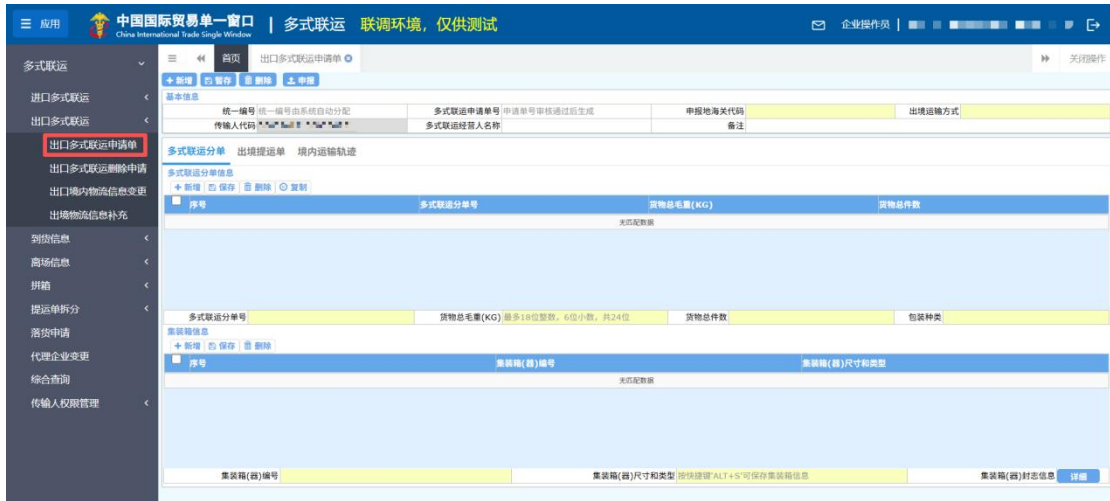 应用 中国国际贸易单一窗口 | 多式联运 联调环境，仅供测试 企业操作员 |
China International Trade Single Window
多式联运 首页 出口多式联运申请单 关闭操作
新增 暂存 删除 申报
进口多式联运
出口多式联运
出口多式联运申请单
出口多式联运删除申请
出口境内物流信息变更
出境物流信息补充
到货信息
离场信息
拼箱
提运单拆分
落货申请
代理企业变更
综合查询
传输人权限管理
基本信息
统一编号 统一编号由系统自动分配 多式联运申请单号 申请单号审核通过后生成 申报地海关代码 出境运输方式
传输人代码 多式联运经营人名称 备注
多式联运分单 出境提运单 境内运输轨迹
多式联运分单信息
新增 保存 删除 复制
序号 多式联运分单号 货物总毛重(KG) 货物总件数
无匹配数据
多式联运分单号 货物总毛重(KG) 最多18位整数，6位小数，共24位 货物总件数 包装种类
集装箱信息
新增 保存 删除
序号 集装箱(器)编号 集装箱(器)尺寸和类型
无匹配数据
集装箱(器)编号 集装箱(器)尺寸和类型 按快捷键'ALT+S'可保存集装箱信息 集装箱(器)封志信息 详细